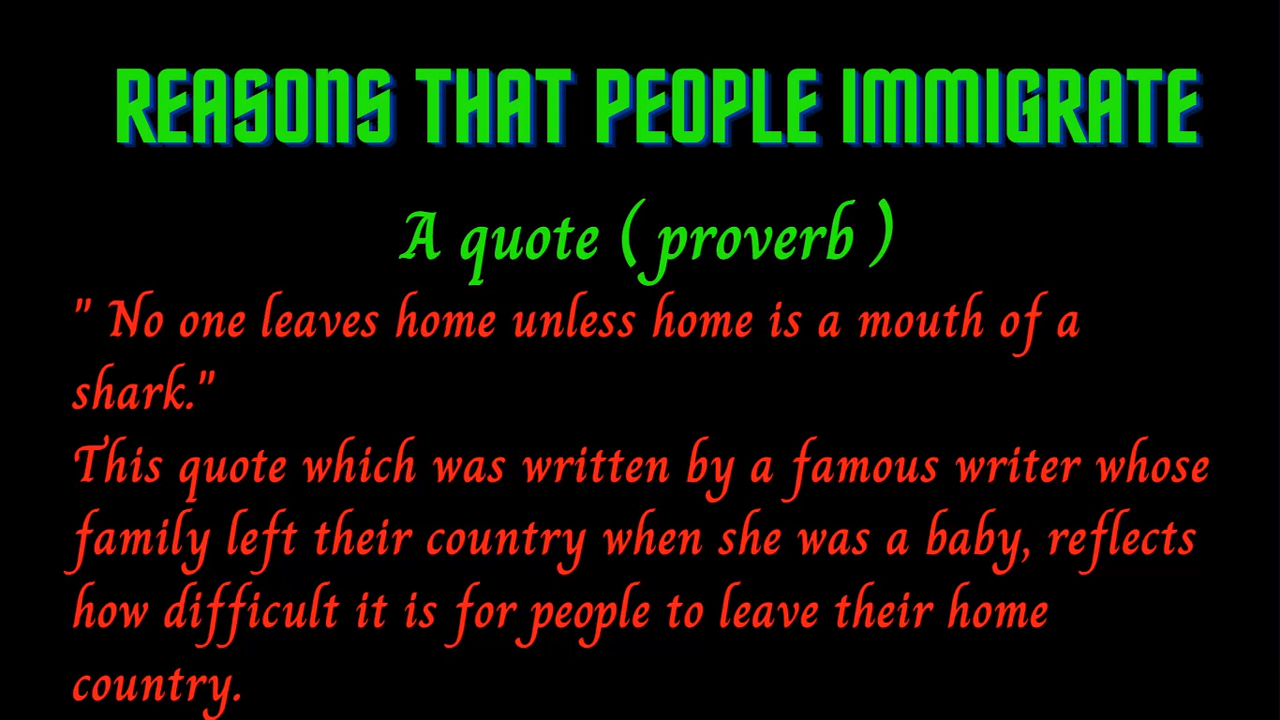 REASONS THAT PEOPLE IMMIGRATE
A quote ( proverb )
" No one leaves home unless home is a mouth of a
shark."
This quote which was written by a famous writer whose
family left their country when she was a baby, reflects
how difficult it is for people to leave their home
country.